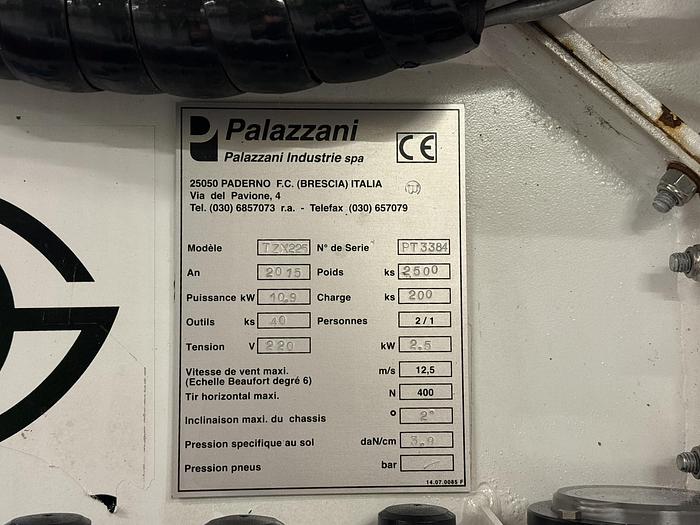 Palazzani
Palazzani Industrie spa
CE
25050 PADERNO F.C. (BRESCIA) ITALIA
Via del Pavione, 4
Tel. (030) 6857073 r.a. - Telefax (030) 657079
Modèle TZX225 N° de Serie PT3384
An 2015 Poids ks 2500
Puissance kW 10.9 Charge ks 200
Outils ks 40 Personnes 2/1
Tension V 220 kW 2.5
Vitesse de vent maxi. m/s 12,5
(Echelle Beaufort degré 6)
Tir horizontal maxi. N 400
Inclinaison maxi. du chassis ° 2°
Pression specifique au sol daN/cm 3.9
Pression pneus bar
14.07.0085 F